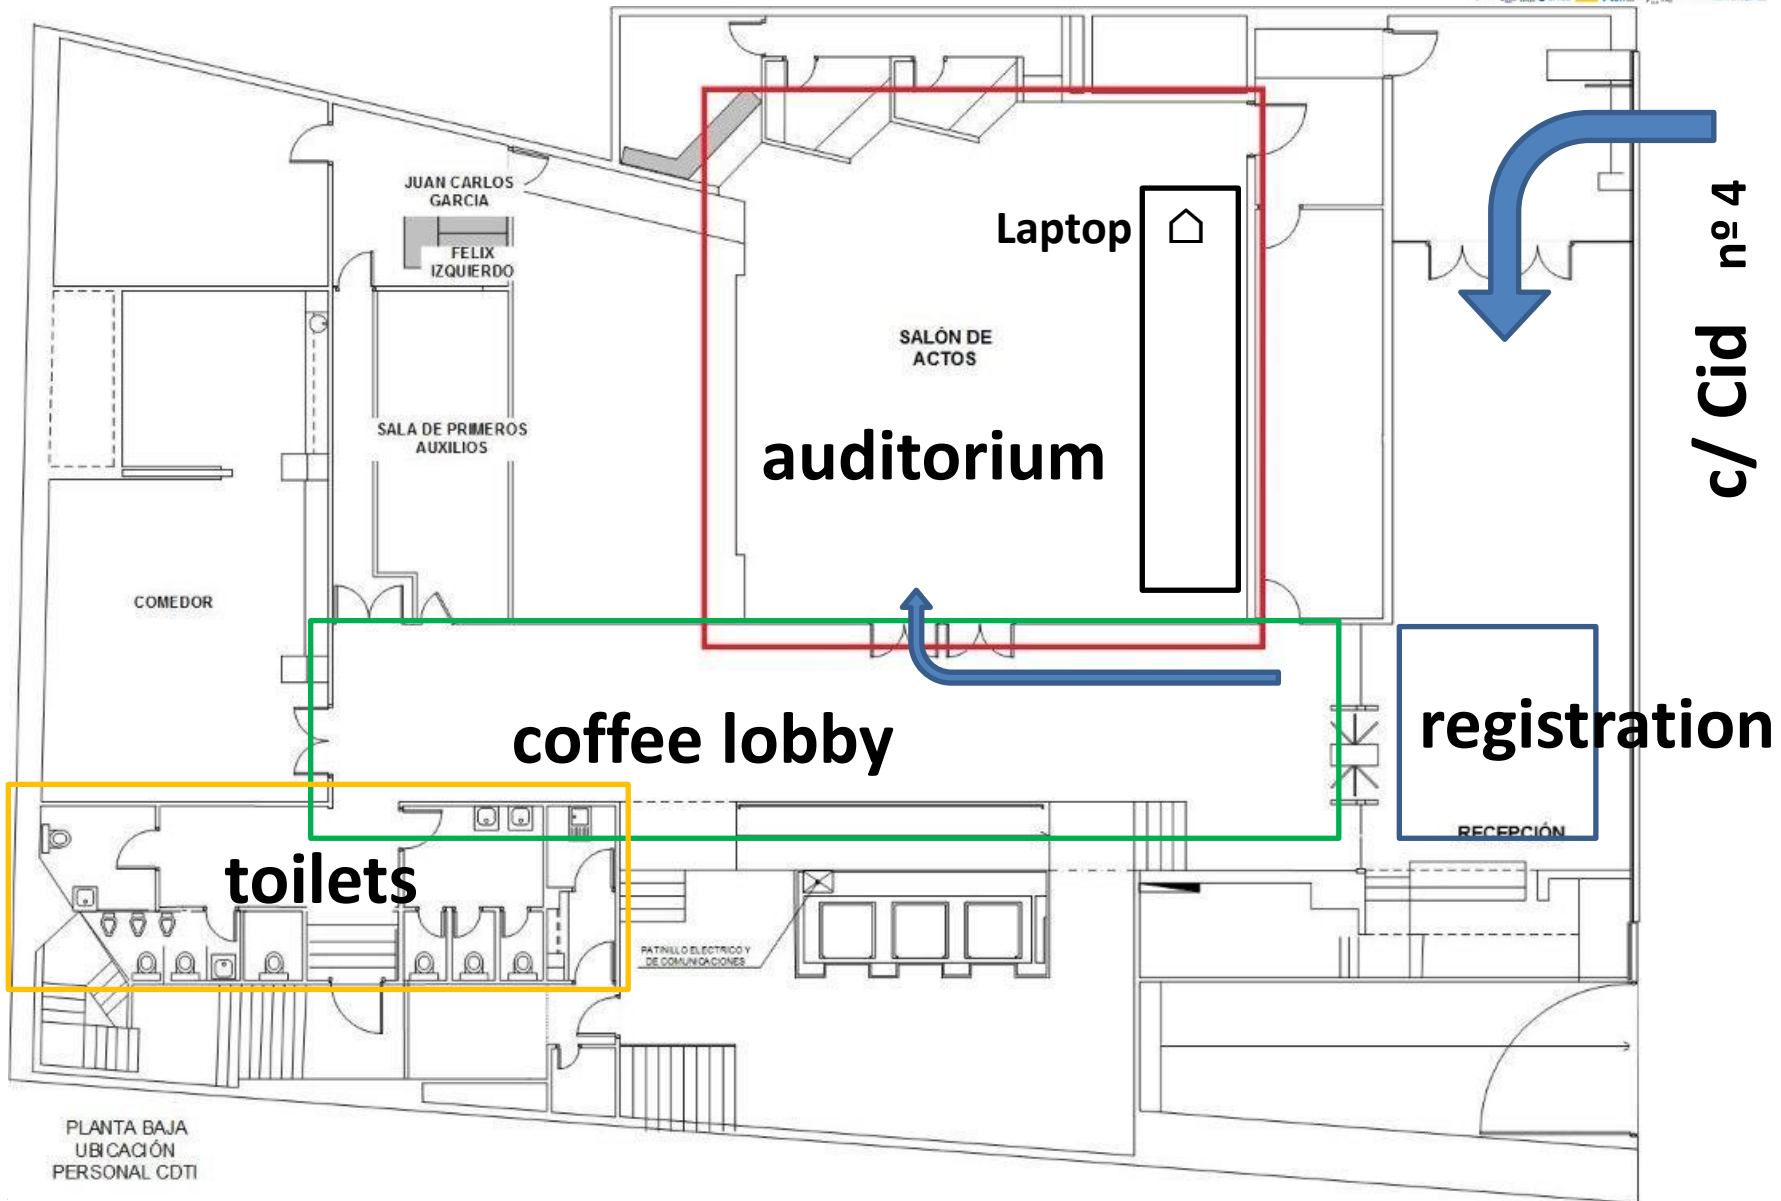 JUAN CARLOS
GARCIA
FELIX
IZQUIERDO
Laptop
c/ Cid nº 4
SALÓN DE
ACTOS
SALA DE PRIMEROS
AUXILIOS
auditorium
COMEDOR
coffee lobby
registration
RECEPCIÓN
toilets
PATINILLO ELECTRICO Y
DE COMUNICACIONES
PLANTA BAJA
UBICACIÓN
PERSONAL CDTI